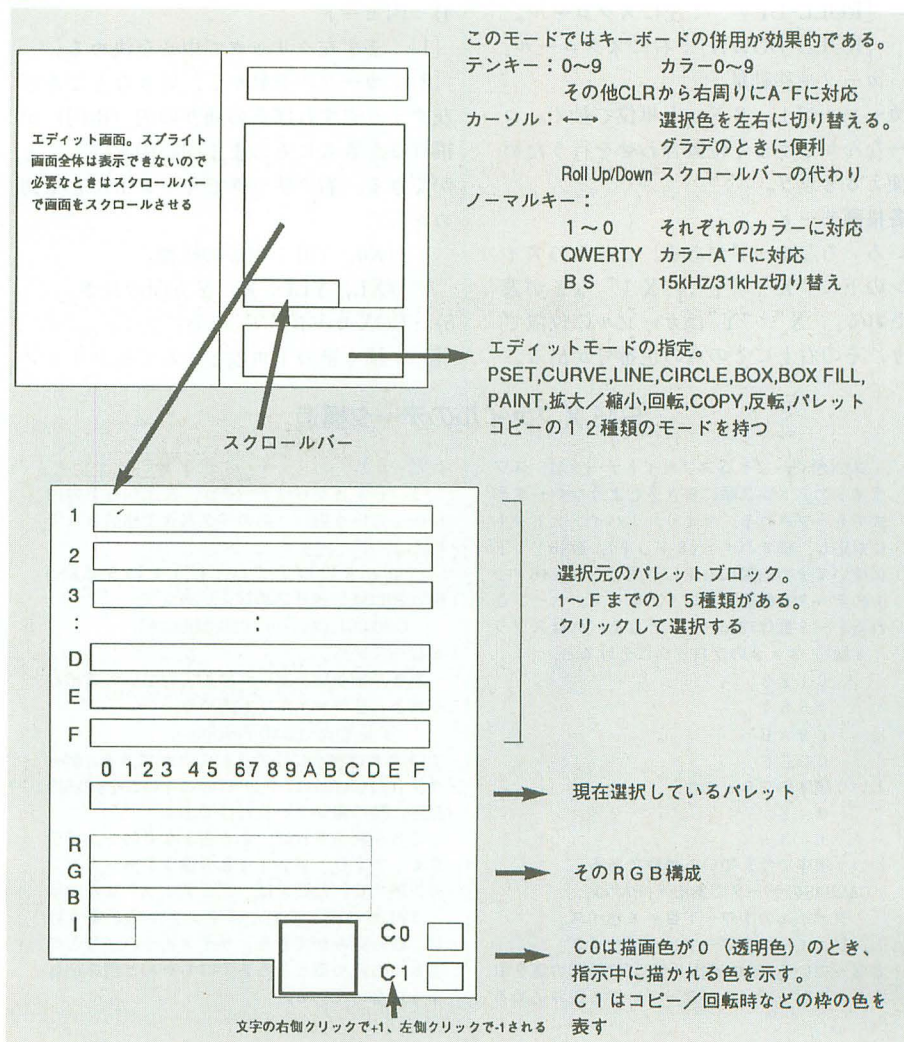 このモードではキーボードの併用が効果的である。
テンキー：0〜9　カラー0〜9
その他CLRから右周りにA~Fに対応
カーソル：←→　選択色を左右に切り替える。
グラデのときに便利
Roll Up/Down スクロールバーの代わり
ノーマルキー：
1〜0　それぞれのカラーに対応
QWERTY　カラーA~Fに対応
BS　15kHz/31kHz切り替え
エディット画面。スプライト
画面全体は表示できないので
必要なときはスクロールバー
で画面をスクロールさせる
エディットモードの指定。
PSET,CURVE,LINE,CIRCLE,BOX,BOX FILL,
PAINT,拡大／縮小,回転,COPY,反転,パレット
コピーの１２種類のモードを持つ
スクロールバー
1
2
3
:　:
D
E
F
選択元のパレットブロック。
1〜Fまでの１５種類がある。
クリックして選択する
0 1 2 3 4 5 6 7 8 9 A B C D E F
現在選択しているパレット
R
G
B
I
そのＲＧＢ構成
C0
C1
C0は描画色が０（透明色）のとき、
指示中に描かれる色を示す。
Ｃ１はコピー／回転時などの枠の色を
表す
文字の右側クリックで+1、左側クリックで-1される